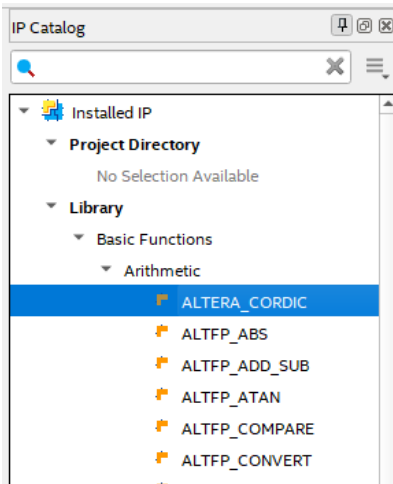 IP Catalog
Installed IP
Project Directory
No Selection Available
Library
Basic Functions
Arithmetic
ALTERA_CORDIC
ALTFP_ABS
ALTFP_ADD_SUB
ALTFP_ATAN
ALTFP_COMPARE
ALTFP_CONVERT